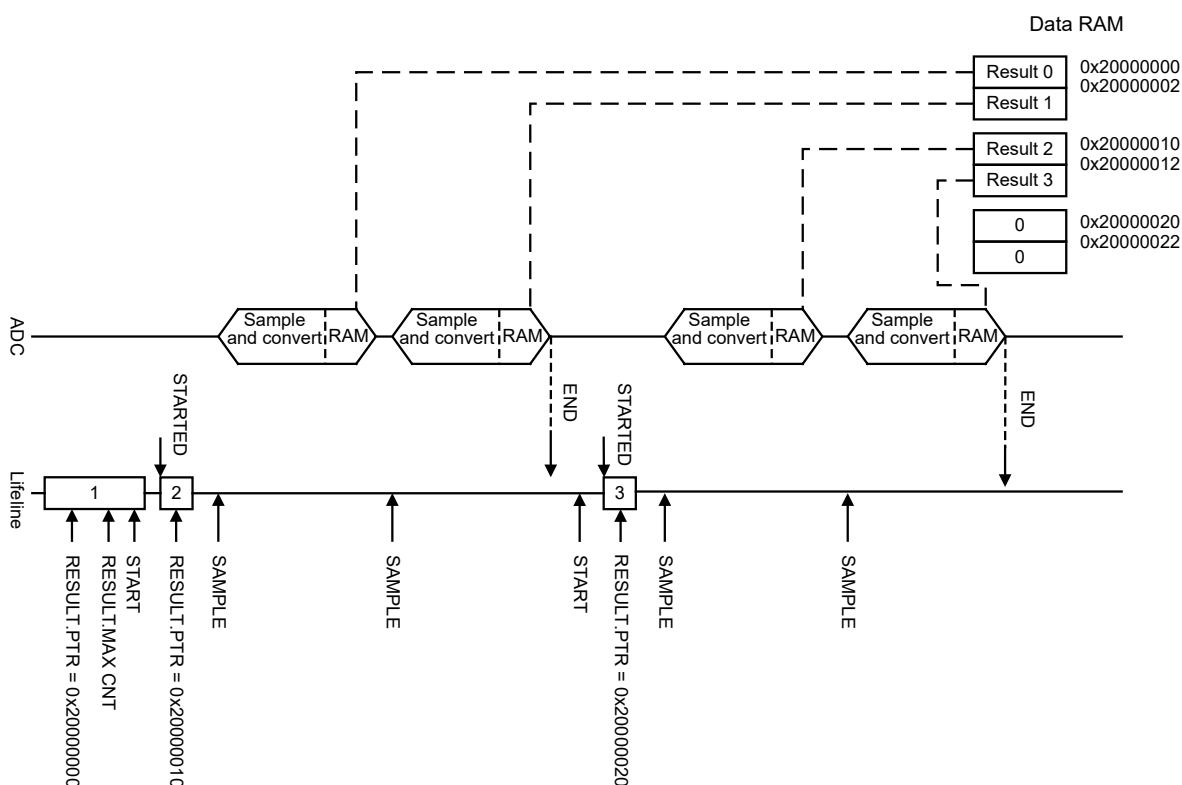 Data RAM
Result 0
0x20000000
0x20000002
Result 1
Result 2
0x20000010
0x20000012
Result 3
0
0x20000020
0x20000022
0
ADC
Sample
and convert
RAM
Sample
and convert
RAM
Sample
and convert
RAM
Sample
and convert
RAM
STARTED
END
STARTED
END
Lifeline
1
2
3
RESULT.PTR = 0x20000000
RESULT.MAX CNT
START
RESULT.PTR = 0x20000010
SAMPLE
SAMPLE
START
RESULT.PTR = 0x20000020
SAMPLE
SAMPLE